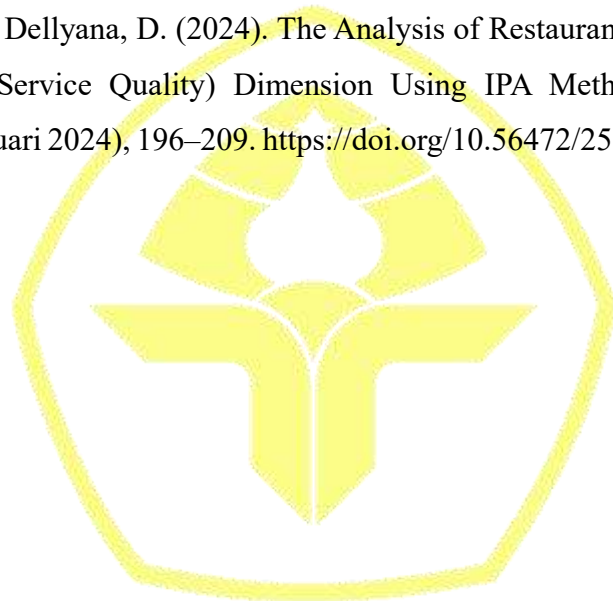 Dellyana, D. (2024). The Analysis of Restauran
Service Quality) Dimension Using IPA Meth
uari 2024), 196–209. https://doi.org/10.56472/25